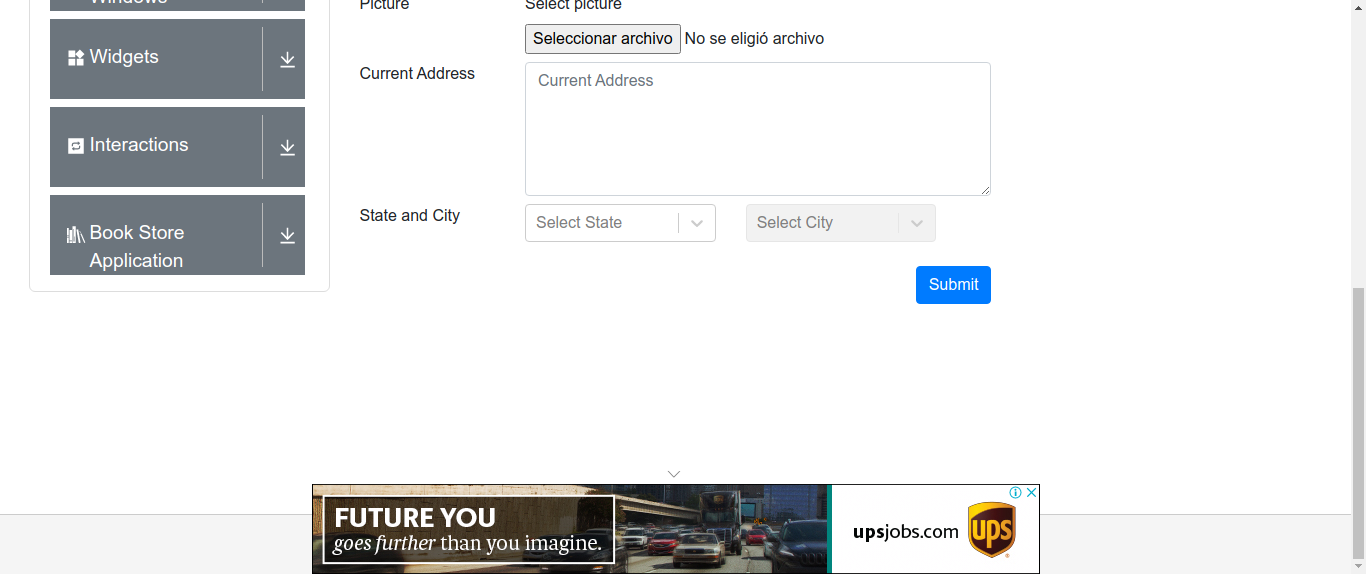 Windows
Picture
Select picture
Seleccionar archivo No se eligió archivo
Widgets
Current Address
Current Address
Interactions
State and City
Select State
Select City
Book Store
Application
Submit
FUTURE YOU
goes further than you imagine.
upsjobs.com
ups